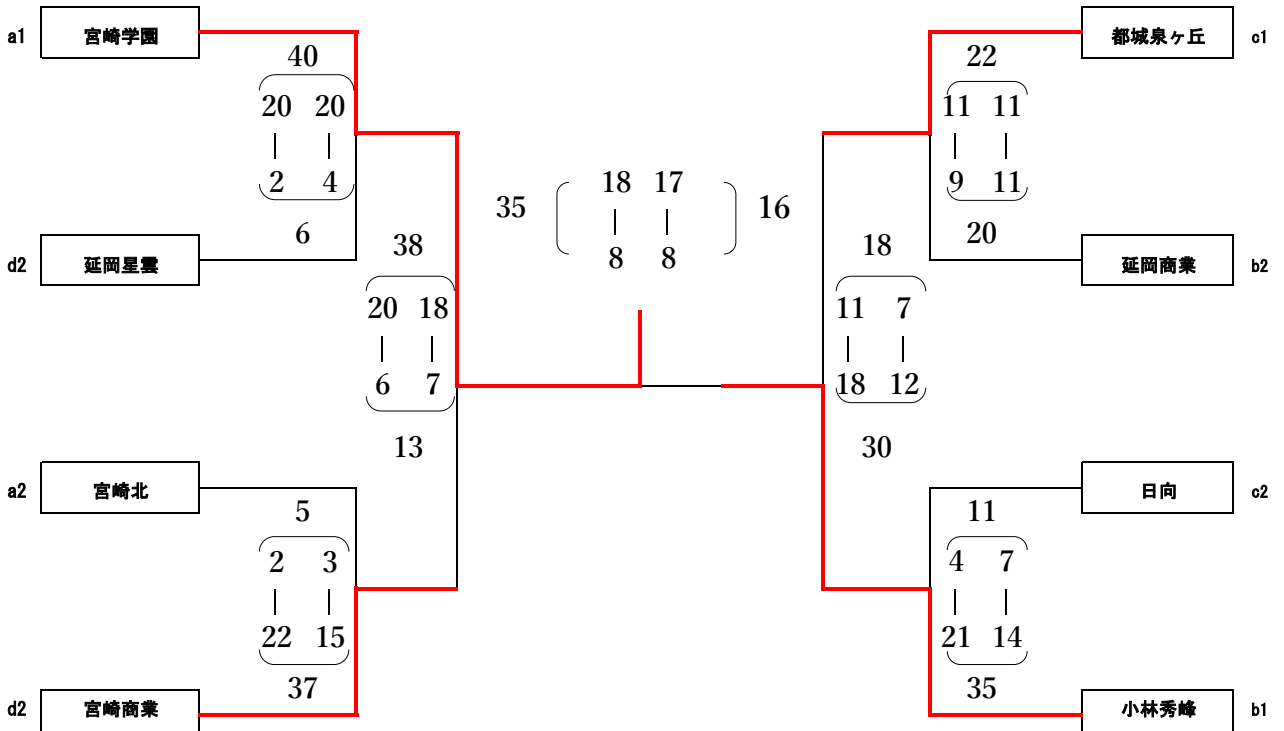 a1 宮崎学園 都城泉ヶ丘 c1
40 22
20 20 11 11
2 4 9 11
6 20
35 18 17 16
8 8
d2 延岡星雲 延岡商業 b2
38 18
20 18 11 7
6 7 18 12
13 30
a2 宮崎北 日向 c2
5 11
2 3 4 7
22 15 21 14
37 35
d2 宮崎商業 小林秀峰 b1